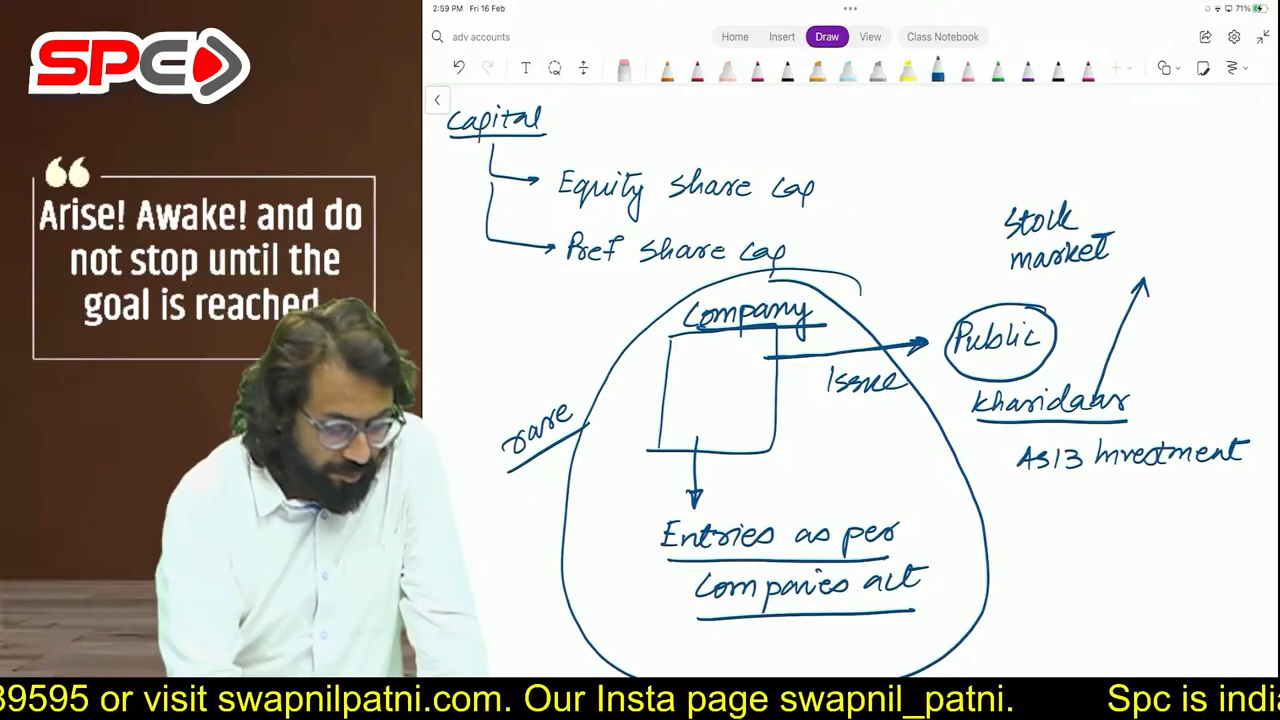 2:59 PM Fri 16 Feb
71%
adv accounts
Home Insert Draw View Class Notebook
SPC
Arise! Awake! and do
not stop until the
goal is reached
Capital
Equity share cap
Pref share cap
Stock
market
Company
Public
Issue
kharidaar
rare
AS13 Investment
Entries as per
Companies act
39595 or visit swapnilpatni.com. Our Insta page swapnil_patni.
Spc is indi